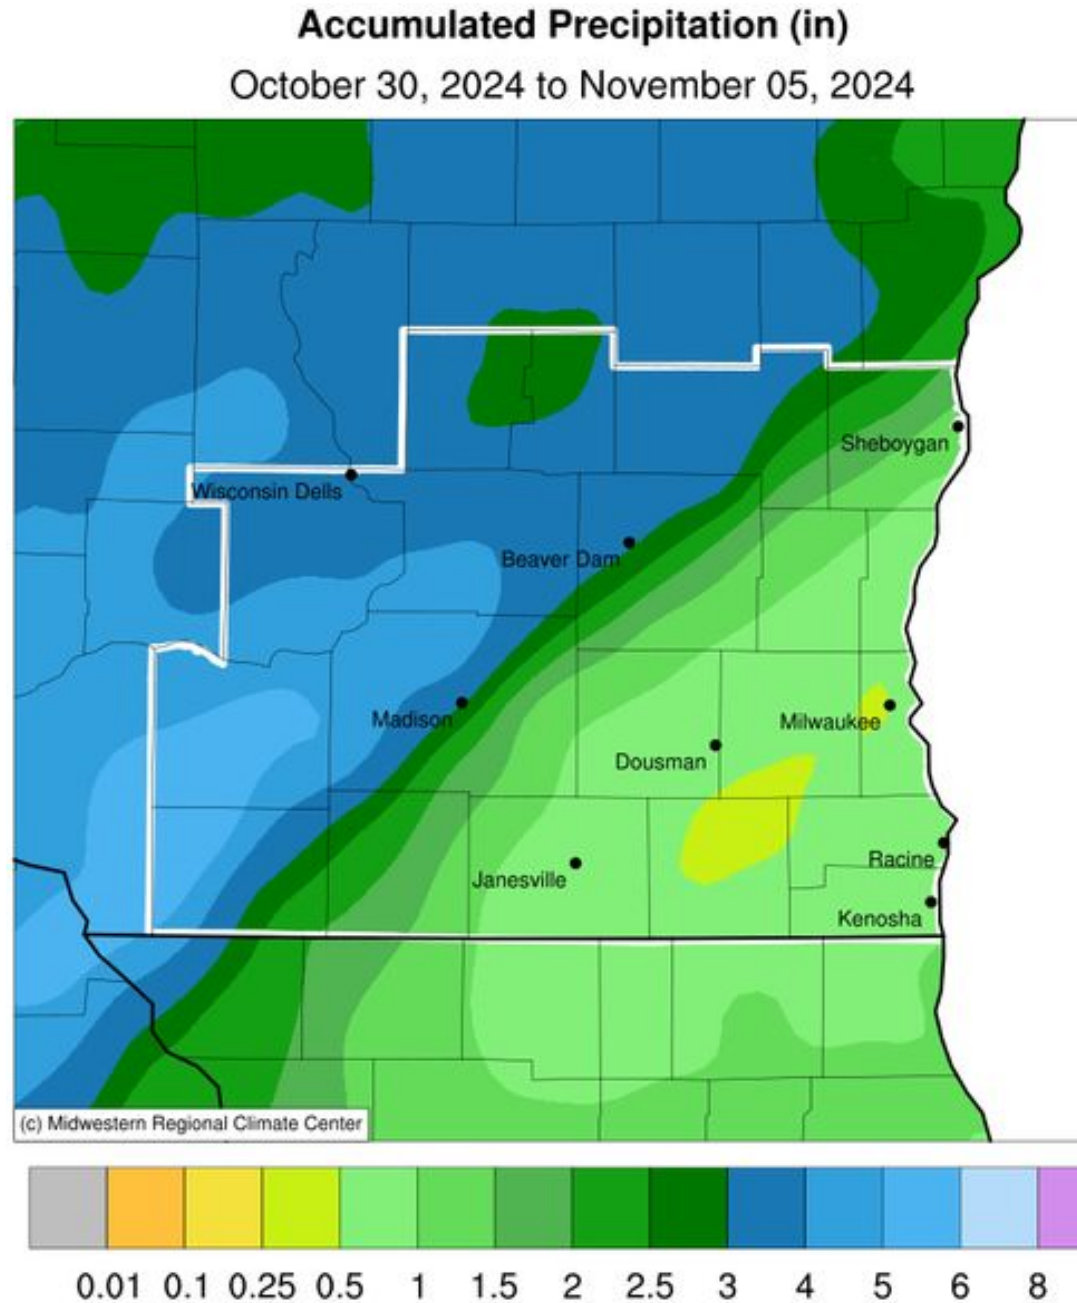 Accumulated Precipitation (in)
October 30, 2024 to November 05, 2024
Sheboygan
Wisconsin Dells
Beaver Dam
Madison
Milwaukee
Dousman
Racine
Janesville
Kenosha
(c) Midwestern Regional Climate Center
0.01 0.1 0.25 0.5 1 1.5 2 2.5 3 4 5 6 8